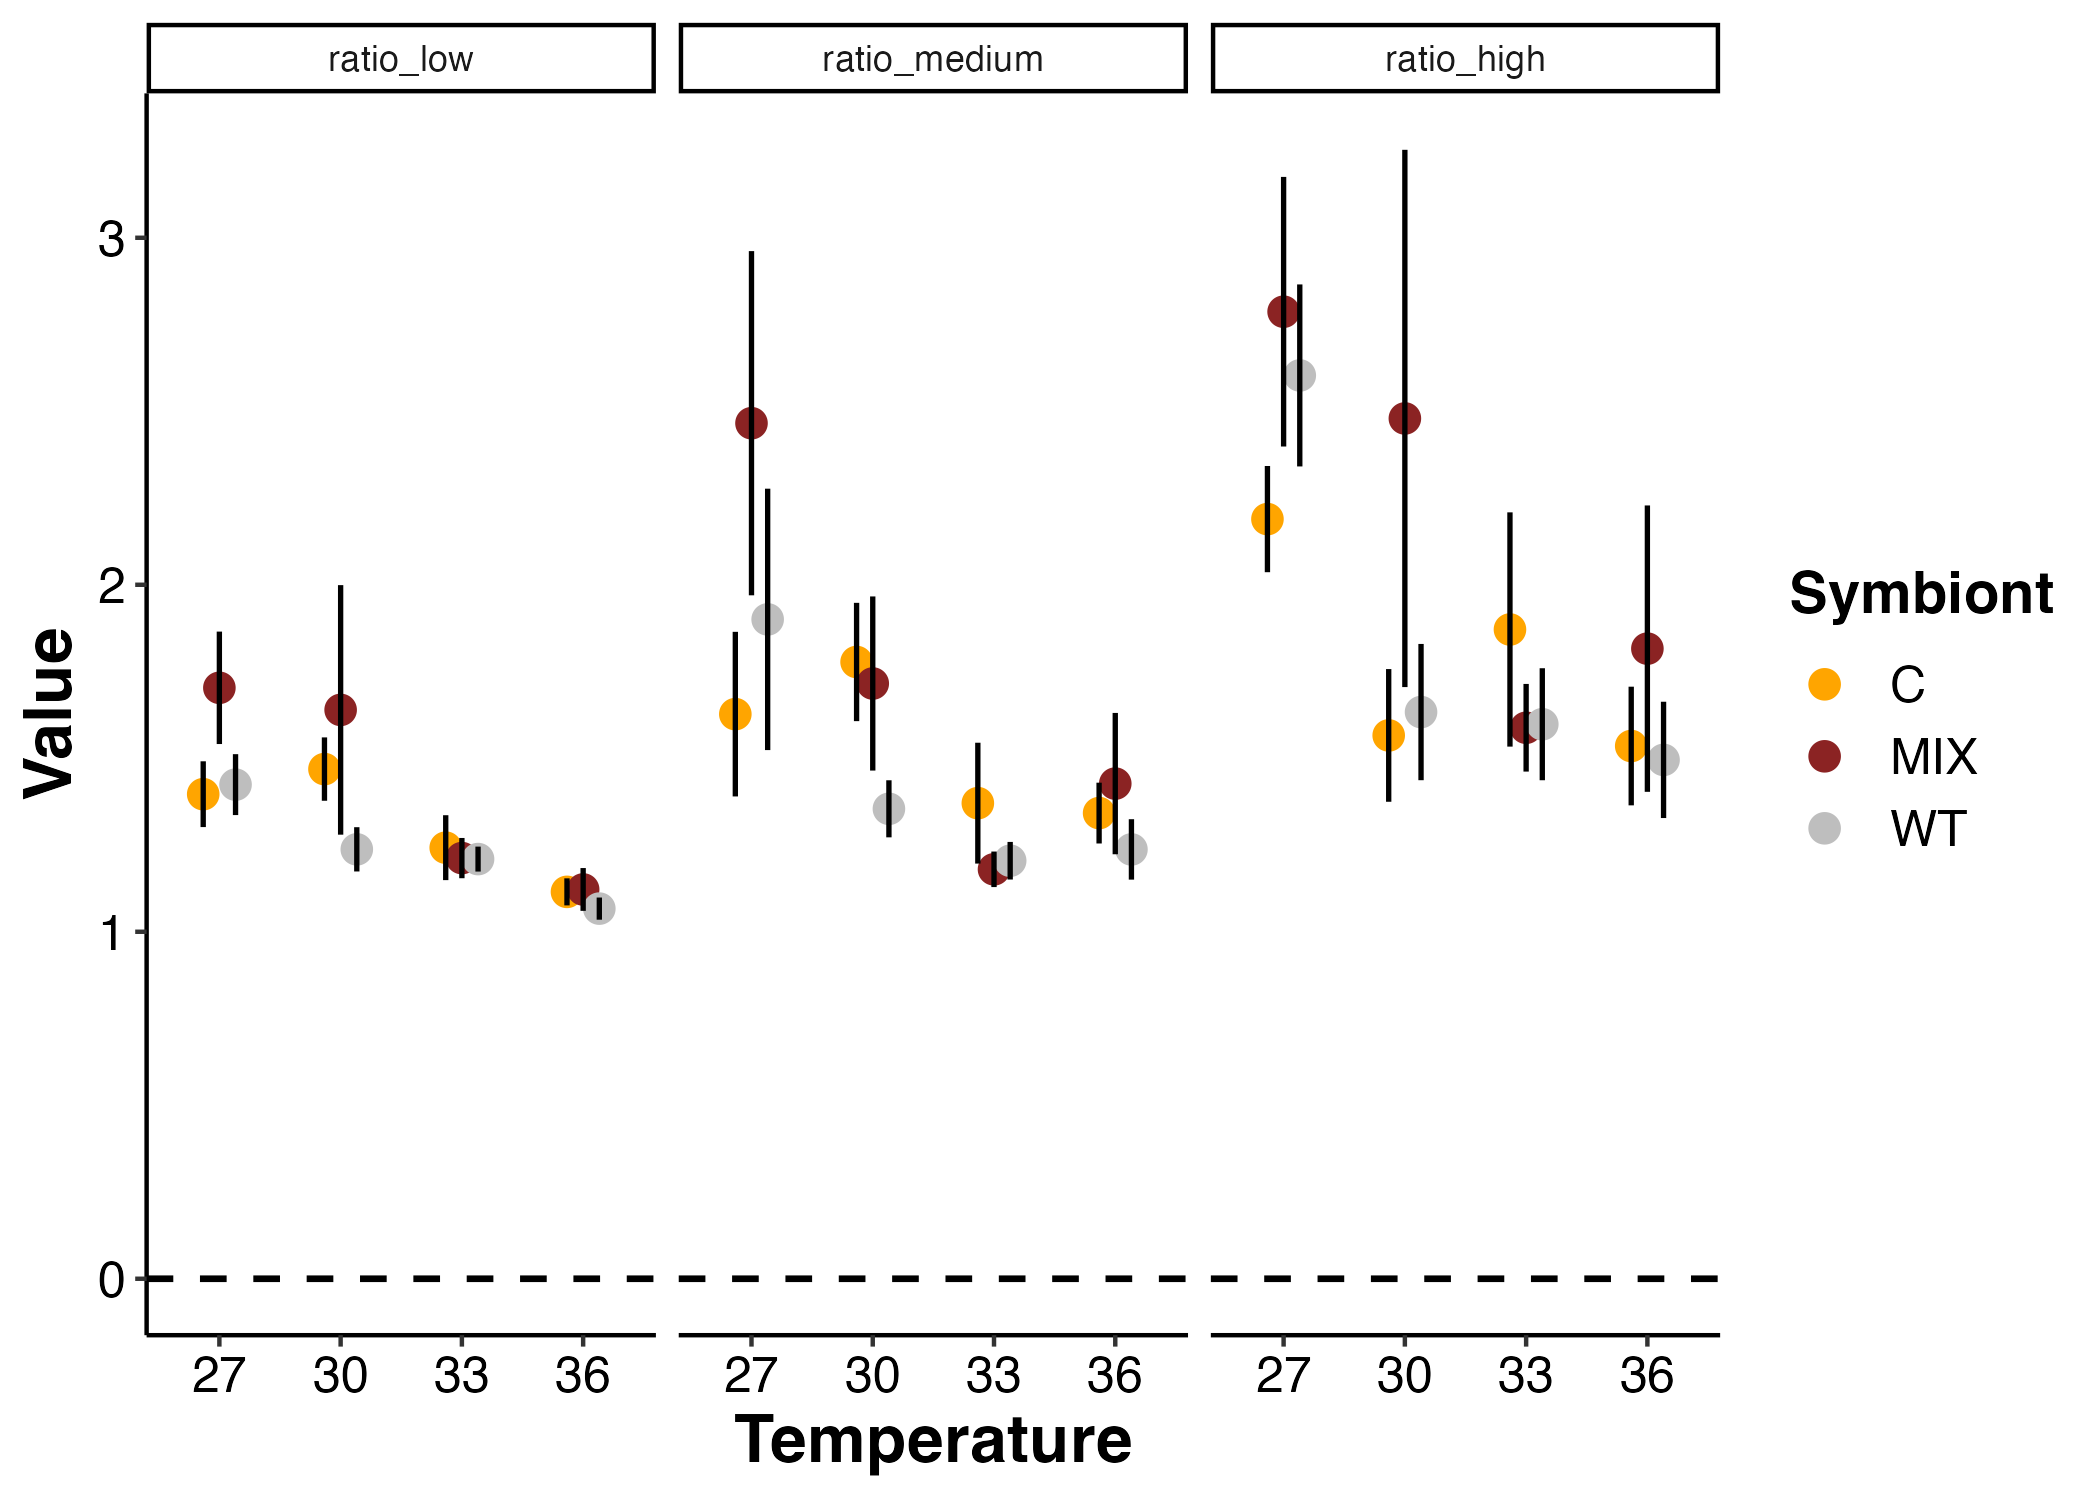 ratio_low ratio_medium ratio_high
3
2
1
0
Value
27 30 33 36 27 30 33 36 27 30 33 36
Temperature
Symbiont
C
MIX
WT